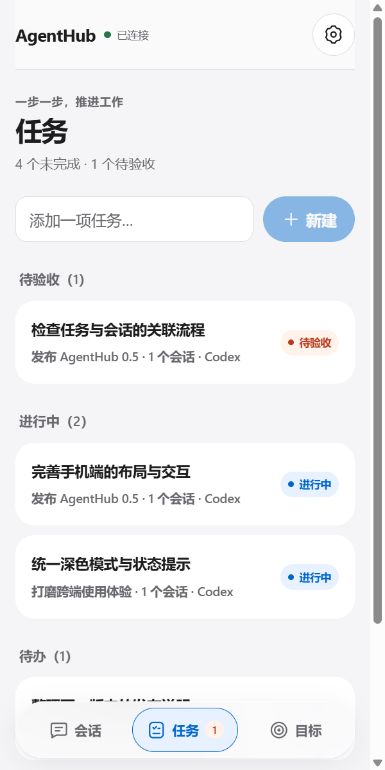 AgentHub 已连接
一步一步，推进工作
任务
4 个未完成 · 1 个待验收
添加一项任务...
新建
待验收（1）
检查任务与会话的关联流程
待验收
发布 AgentHub 0.5 · 1 个会话 · Codex
进行中（2）
完善手机端的布局与交互
进行中
发布 AgentHub 0.5 · 1 个会话 · Codex
统一深色模式与状态提示
进行中
打磨跨端使用体验 · 1 个会话 · Codex
待办（1）
会话
任务 1
目标